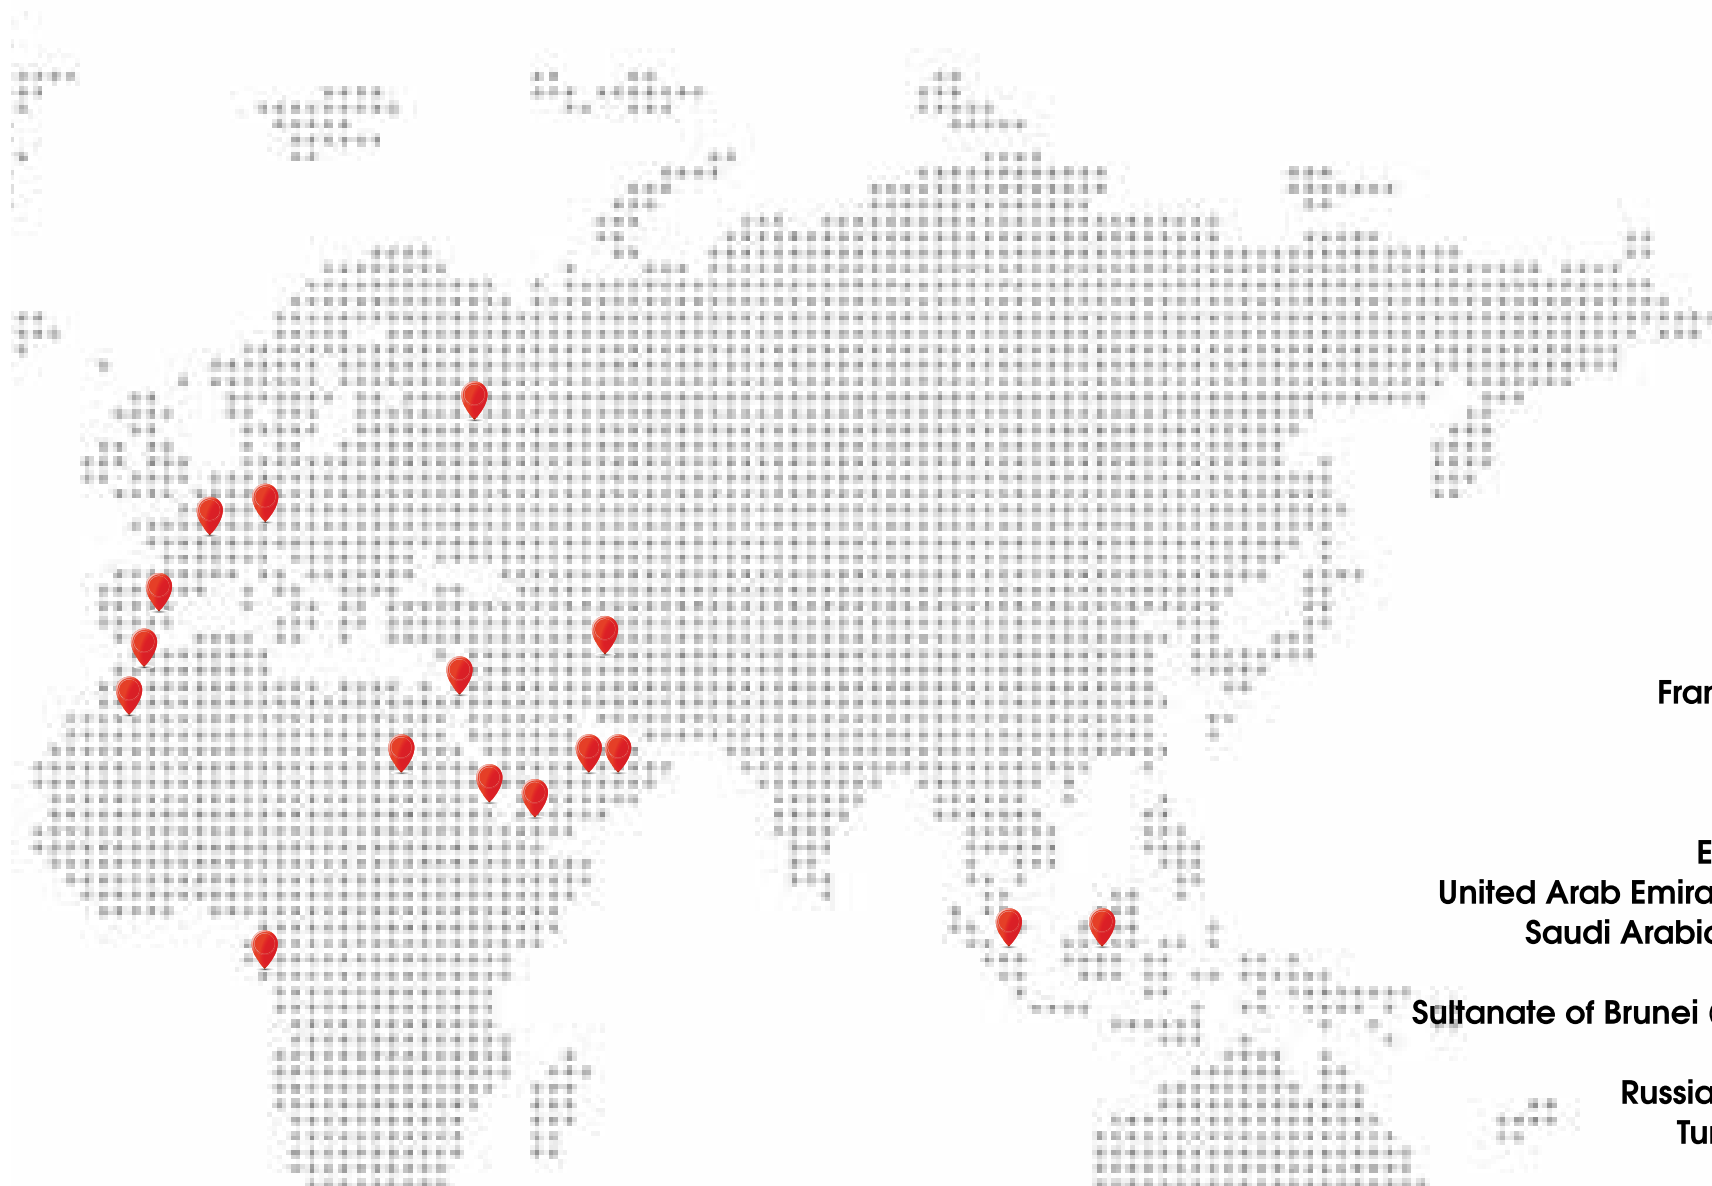 Fran
E
United Arab Emira
Saudi Arabia
Sultanate of Brunei
Russia
Tur